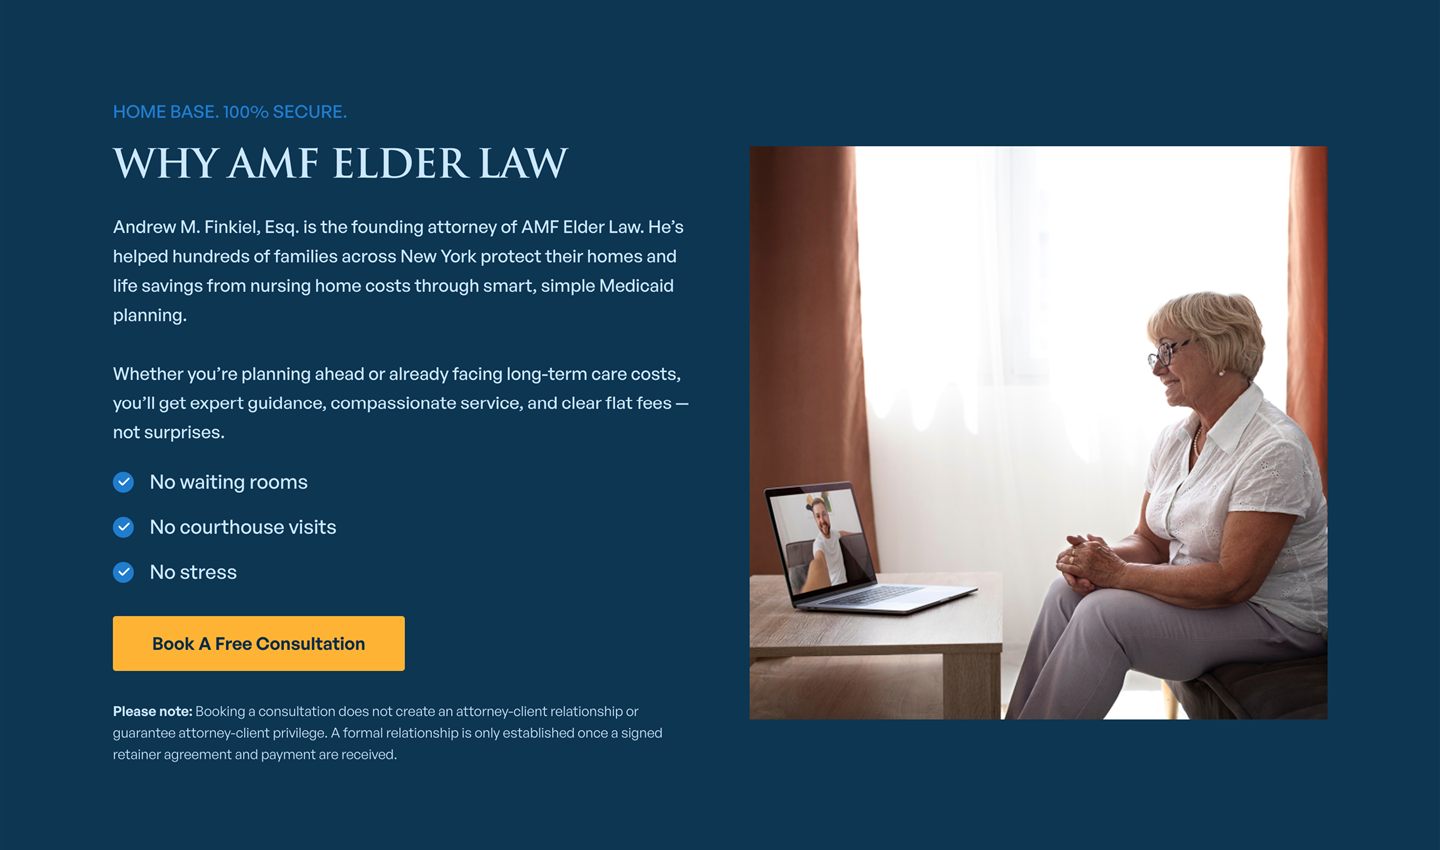 HOME BASE. 100% SECURE.
WHY AMF ELDER LAW
Andrew M. Finkiel, Esq. is the founding attorney of AMF Elder Law. He’s
helped hundreds of families across New York protect their homes and
life savings from nursing home costs through smart, simple Medicaid
planning.
Whether you’re planning ahead or already facing long-term care costs,
you’ll get expert guidance, compassionate service, and clear flat fees —
not surprises.
No waiting rooms
No courthouse visits
No stress
Book A Free Consultation
Please note: Booking a consultation does not create an attorney-client relationship or
guarantee attorney-client privilege. A formal relationship is only established once a signed
retainer agreement and payment are received.